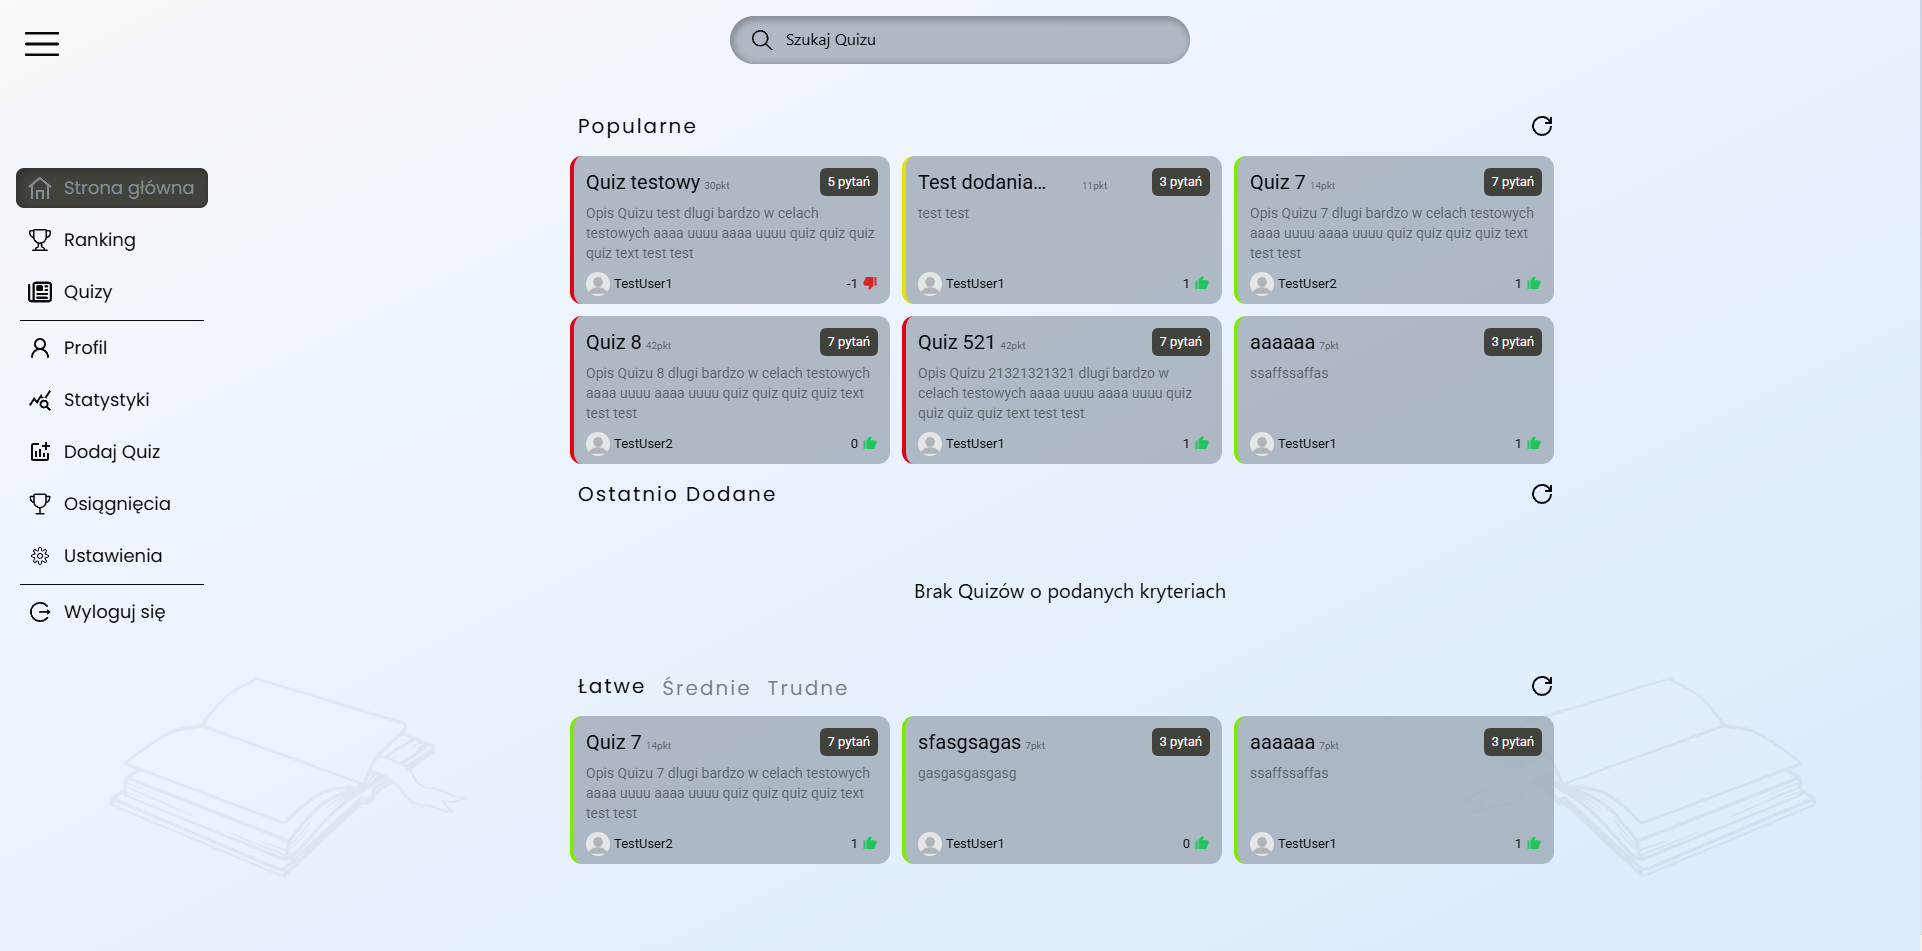 Szukaj Quizu
Strona główna
Ranking
Quizy
Profil
Statystyki
Dodaj Quiz
Osiągnięcia
Ustawienia
Wyloguj się
Popularne
Quiz testowy 30pkt 5 pytań
Opis Quizu test dlugi bardzo w celach
testowych aaaa uuuu aaaa uuuu quiz quiz quiz
quiz text test test
TestUser1 -1
Test dodania... 11pkt 3 pytań
test test
TestUser1 1
Quiz 7 14pkt 7 pytań
Opis Quizu 7 dlugi bardzo w celach testowych
aaaa uuuu aaaa uuuu quiz quiz quiz quiz text
test test
TestUser2 1
Quiz 8 42pkt 7 pytań
Opis Quizu 8 dlugi bardzo w celach testowych
aaaa uuuu aaaa uuuu quiz quiz quiz quiz text
test test
TestUser2 0
Quiz 521 42pkt 7 pytań
Opis Quizu 21321321321 dlugi bardzo w
celach testowych aaaa uuuu aaaa uuuu quiz
quiz quiz quiz text test test
TestUser1 1
aaaaaa 7pkt 3 pytań
ssaffssaffas
TestUser1 1
Ostatnio Dodane
Brak Quizów o podanych kryteriach
Łatwe Średnie Trudne
Quiz 7 14pkt 7 pytań
Opis Quizu 7 dlugi bardzo w celach testowych
aaaa uuuu aaaa uuuu quiz quiz quiz quiz text
test test
TestUser2 1
sfasgsagas 7pkt 3 pytań
gasgasgasgasg
TestUser1 0
aaaaaa 7pkt 3 pytań
ssaffssaffas
TestUser1 1